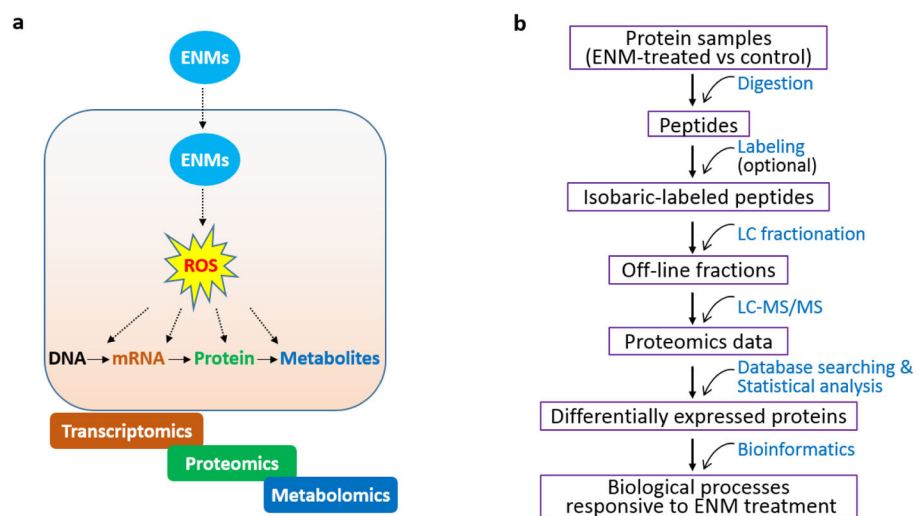 a
ENMs
ENMs
ROS
DNA mRNA Protein Metabolites
Transcriptomics
Proteomics
Metabolomics
b
Protein samples
(ENM-treated vs control)
Digestion
Peptides
Labeling
(optional)
Isobaric-labeled peptides
LC fractionation
Off-line fractions
LC-MS/MS
Proteomics data
Database searching &
Statistical analysis
Differentially expressed proteins
Bioinformatics
Biological processes
responsive to ENM treatment